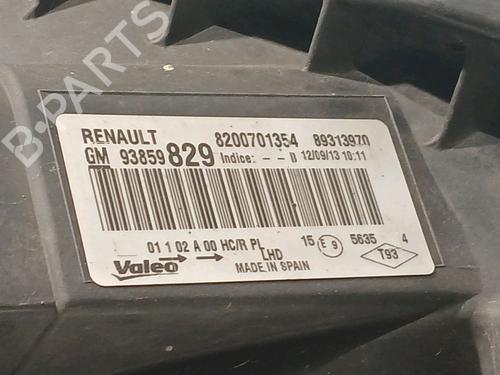 B-PARTS
RENAULT 8200701354 89313970
GM 93859829 Indice: - - D 12/09/13 10:11
01 1 02 A 00 HC/R PL 15 E 9 5635 4
Valeo LHD T93
MADE IN SPAIN